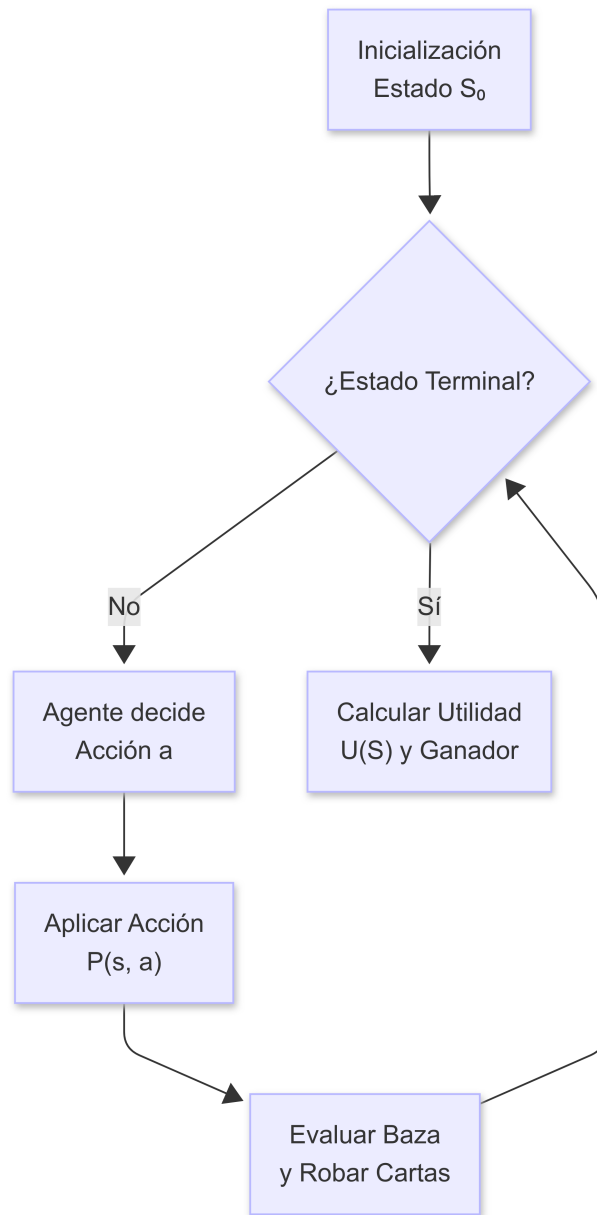 Inicialización
Estado S₀
¿Estado Terminal?
No
Sí
Agente decide
Acción a
Calcular Utilidad
U(S) y Ganador
Aplicar Acción
P(s, a)
Evaluar Baza
y Robar Cartas